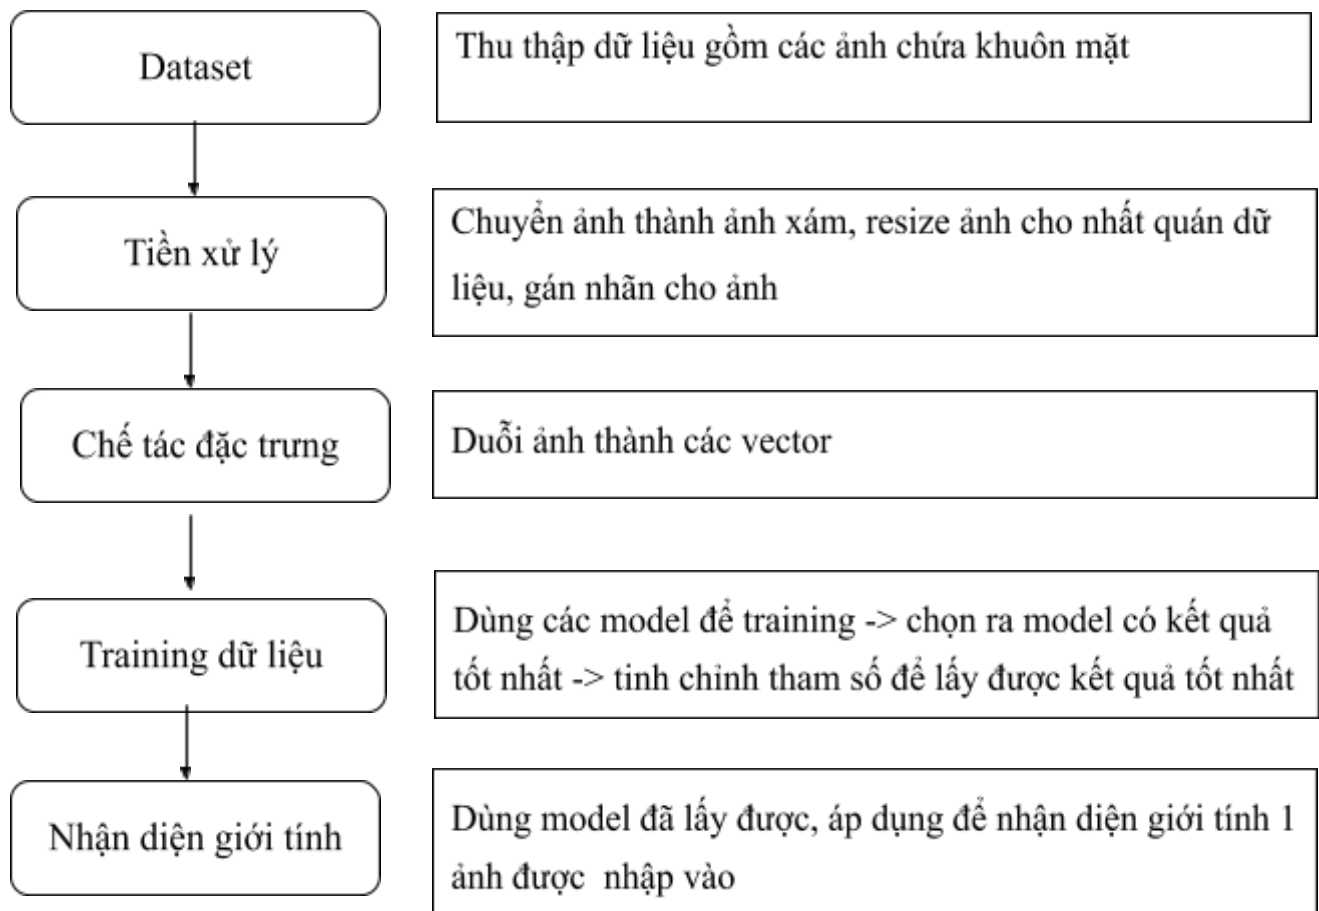 Dataset
Thu thập dữ liệu gồm các ảnh chứa khuôn mặt
Tiền xử lý
Chuyển ảnh thành ảnh xám, resize ảnh cho nhất quán dữ
liệu, gán nhãn cho ảnh
Chế tác đặc trưng
Duỗi ảnh thành các vector
Training dữ liệu
Dùng các model để training -> chọn ra model có kết quả
tốt nhất -> tinh chỉnh tham số để lấy được kết quả tốt nhất
Nhận diện giới tính
Dùng model đã lấy được, áp dụng để nhận diện giới tính 1
ảnh được nhập vào